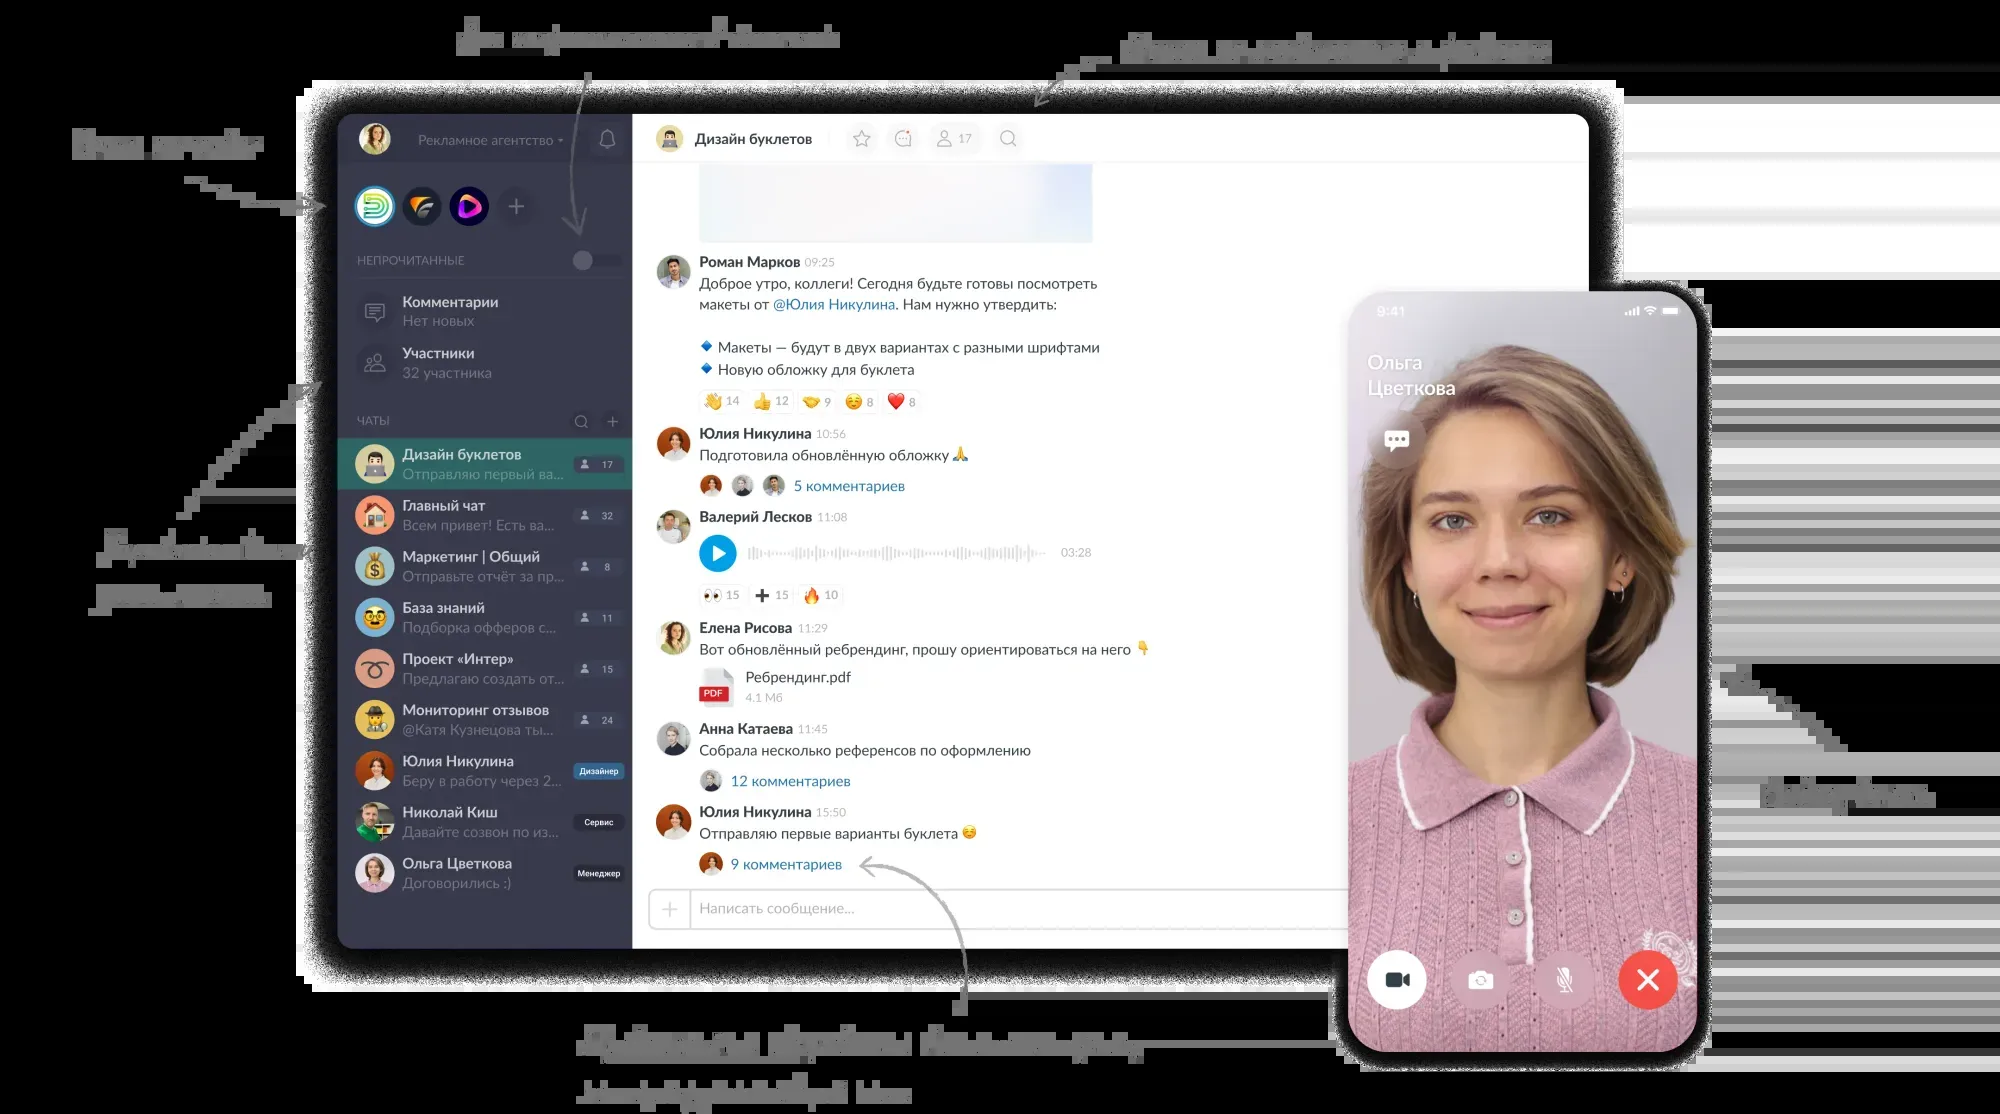 Рекламное агентство
НЕПРОЧИТАННЫЕ
Комментарии
Нет новых
Участники
32 участника
ЧАТЫ
Дизайн буклетов
17
Отправляю первый ва...
Главный чат
32
Всем привет! Есть ва...
Маркетинг | Общий
8
Отправьте отчёт за пр...
База знаний
11
Подборка офферов с...
Проект «Интер»
15
Предлагаю создать от...
Мониторинг отзывов
24
@Катя Кузнецова ты...
Юлия Никулина
Дизайнер
Беру в работу через 2...
Николай Киш
Сервис
Давайте созвон по из...
Ольга Цветкова
Менеджер
Договорились :)
Дизайн буклетов 17
Роман Марков 09:25
Доброе утро, коллеги! Сегодня будьте готовы посмотреть
макеты от @Юлия Никулина. Нам нужно утвердить:
🔹 Макеты — будут в двух вариантах с разными шрифтами
🔹 Новую обложку для буклета
👋 14 👍 12 🤝 9 ☺️ 8 ❤️ 8
Юлия Никулина 10:56
Подготовила обновлённую обложку 🙏
5 комментариев
Валерий Лесков 11:08
03:28
👀 15 ➕ 15 🔥 10
Елена Рисова 11:29
Вот обновлённый ребрендинг, прошу ориентироваться на него 👇
Ребрендинг.pdf
PDF
4.1 Мб
Анна Катаева 11:45
Собрала несколько референсов по оформлению
12 комментариев
Юлия Никулина 15:50
Отправляю первые варианты буклета ☺️
9 комментариев
Написать сообщение...
9:41
Ольга
Цветкова